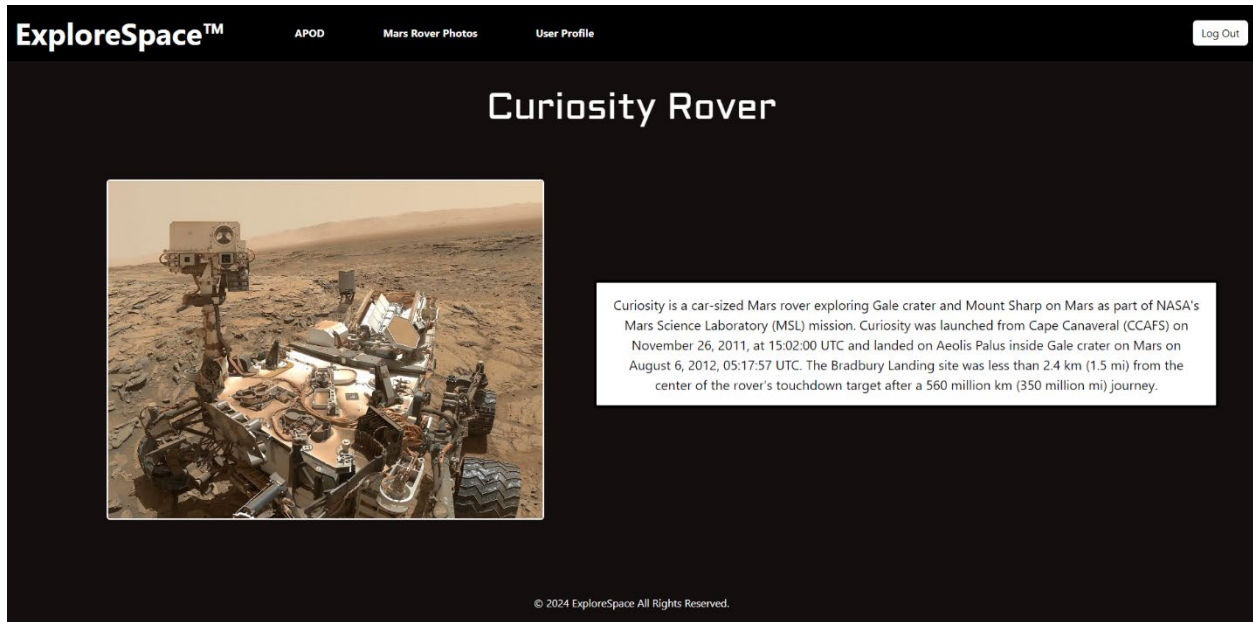 ExploreSpace™
APOD
Mars Rover Photos
User Profile
Log Out
Curiosity Rover
Curiosity is a car-sized Mars rover exploring Gale crater and Mount Sharp on Mars as part of NASA's
Mars Science Laboratory (MSL) mission. Curiosity was launched from Cape Canaveral (CCAFS) on
November 26, 2011, at 15:02:00 UTC and landed on Aeolis Palus inside Gale crater on Mars on
August 6, 2012, 05:17:57 UTC. The Bradbury Landing site was less than 2.4 km (1.5 mi) from the
center of the rover's touchdown target after a 560 million km (350 million mi) journey.
© 2024 ExploreSpace All Rights Reserved.